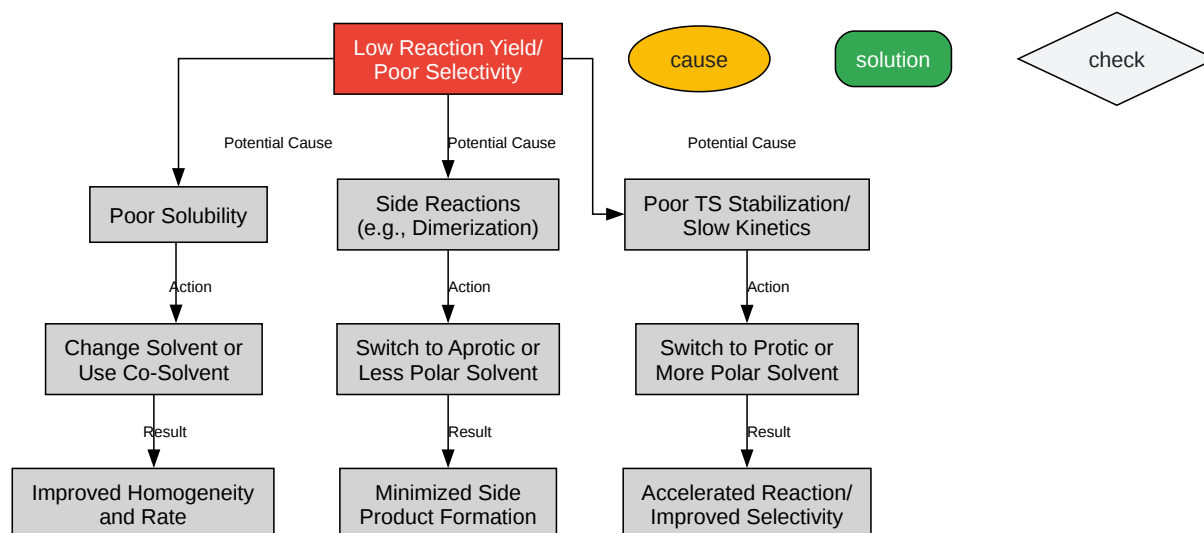 Low Reaction Yield/
Poor Selectivity
cause
solution
check
Potential Cause
Potential Cause
Potential Cause
Poor Solubility
Side Reactions
(e.g., Dimerization)
Poor TS Stabilization/
Slow Kinetics
Action
Action
Action
Change Solvent or
Use Co-Solvent
Switch to Aprotic or
Less Polar Solvent
Switch to Protic or
More Polar Solvent
Result
Result
Result
Improved Homogeneity
and Rate
Minimized Side
Product Formation
Accelerated Reaction/
Improved Selectivity